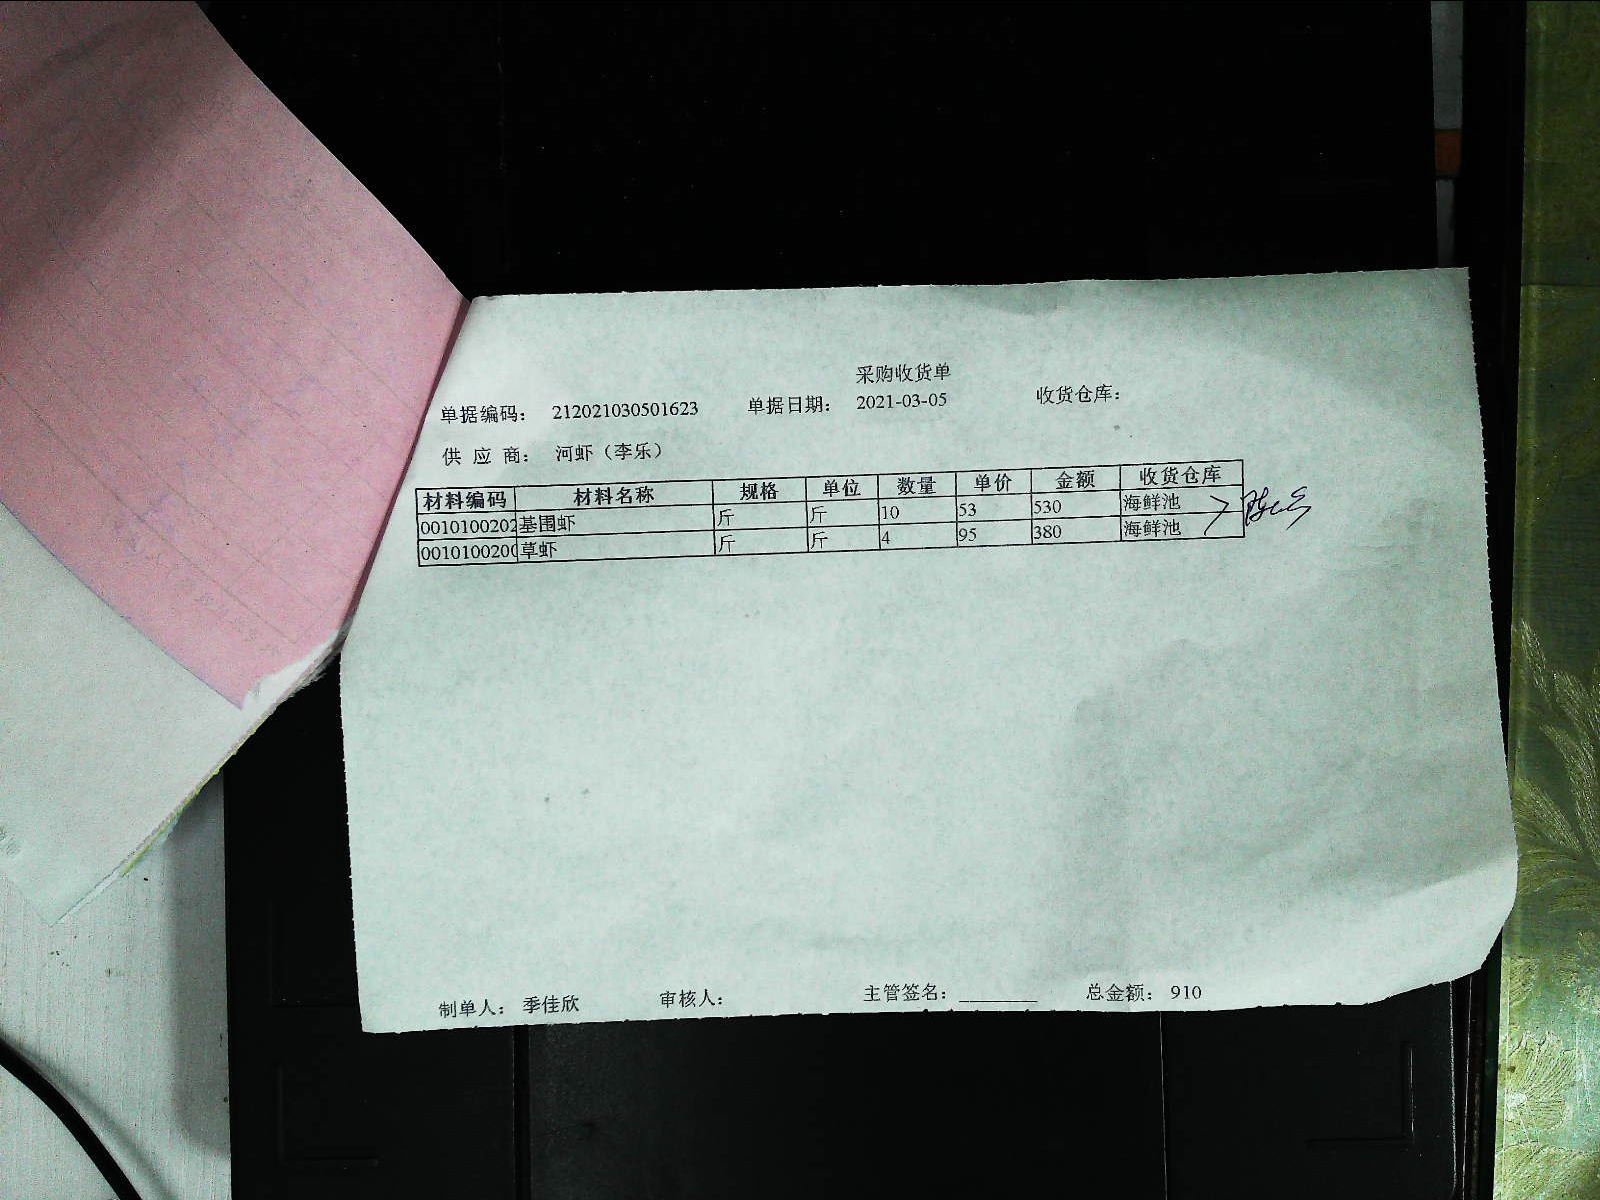 采购收货单
单据编码： 212021030501623 单据日期： 2021-03-05 收货仓库：
供 应 商： 河虾（李乐）
材料编码 材料名称 规格 单位 数量 单价 金额 收货仓库
0010100202 基围虾 斤 斤 10 53 530 海鲜池
001010020 草虾 斤 斤 4 95 380 海鲜池
制单人： 季佳欣 审核人： 主管签名： 总金额： 910